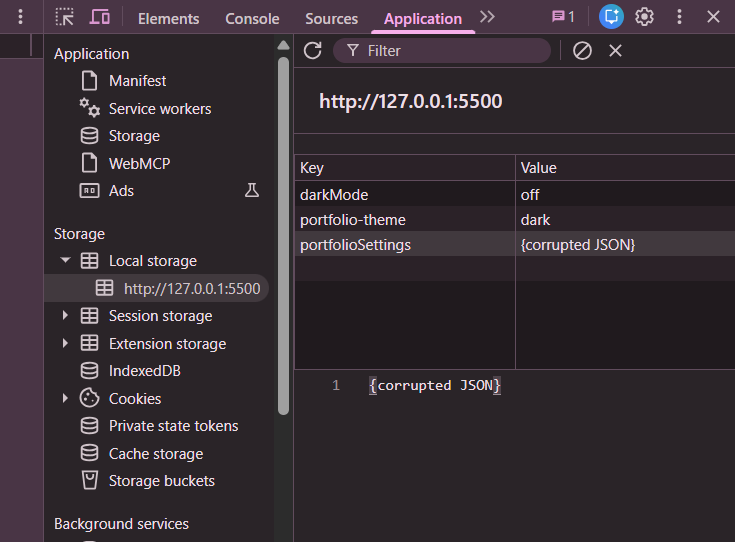 Elements Console Sources Application 1
Application
Manifest
Service workers
Storage
WebMCP
Ads
Storage
Local storage
http://127.0.0.1:5500
Session storage
Extension storage
IndexedDB
Cookies
Private state tokens
Cache storage
Storage buckets
Background services
Filter
http://127.0.0.1:5500
Key Value
darkMode off
portfolio-theme dark
portfolioSettings {corrupted JSON}
1 {corrupted JSON}